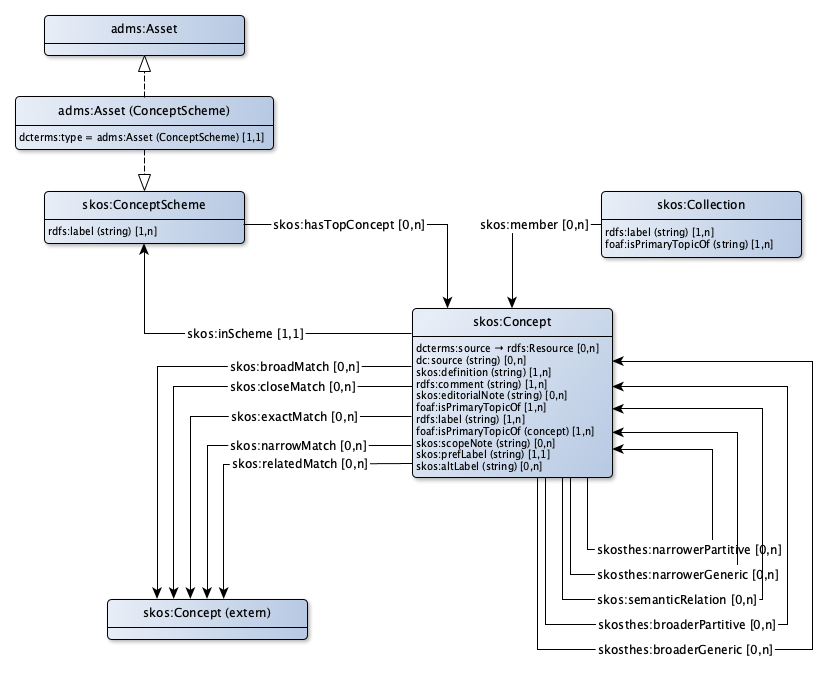 adms:Asset
adms:Asset (ConceptScheme)
dcterms:type = adms:Asset (ConceptScheme) [1,1]
skos:ConceptScheme
rdfs:label (string) [1,n]
skos:hasTopConcept [0,n]
skos:member [0,n]
skos:Collection
rdfs:label (string) [1,n]
foaf:isPrimaryTopicOf (string) [1,n]
skos:inScheme [1,1]
skos:Concept
dcterms:source → rdfs:Resource [0,n]
dc:source (string) [0,n]
skos:definition (string) [1,n]
rdfs:comment (string) [1,n]
skos:editorialNote (string) [0,n]
foaf:isPrimaryTopicOf [1,n]
rdfs:label (string) [1,n]
foaf:isPrimaryTopicOf (concept) [1,n]
skos:scopeNote (string) [0,n]
skos:prefLabel (string) [1,1]
skos:altLabel (string) [0,n]
skos:broadMatch [0,n]
skos:closeMatch [0,n]
skos:exactMatch [0,n]
skos:narrowMatch [0,n]
skos:relatedMatch [0,n]
skosthes:narrowerPartitive [0,n]
skosthes:narrowerGeneric [0,n]
skos:semanticRelation [0,n]
skosthes:broaderPartitive [0,n]
skosthes:broaderGeneric [0,n]
skos:Concept (extern)